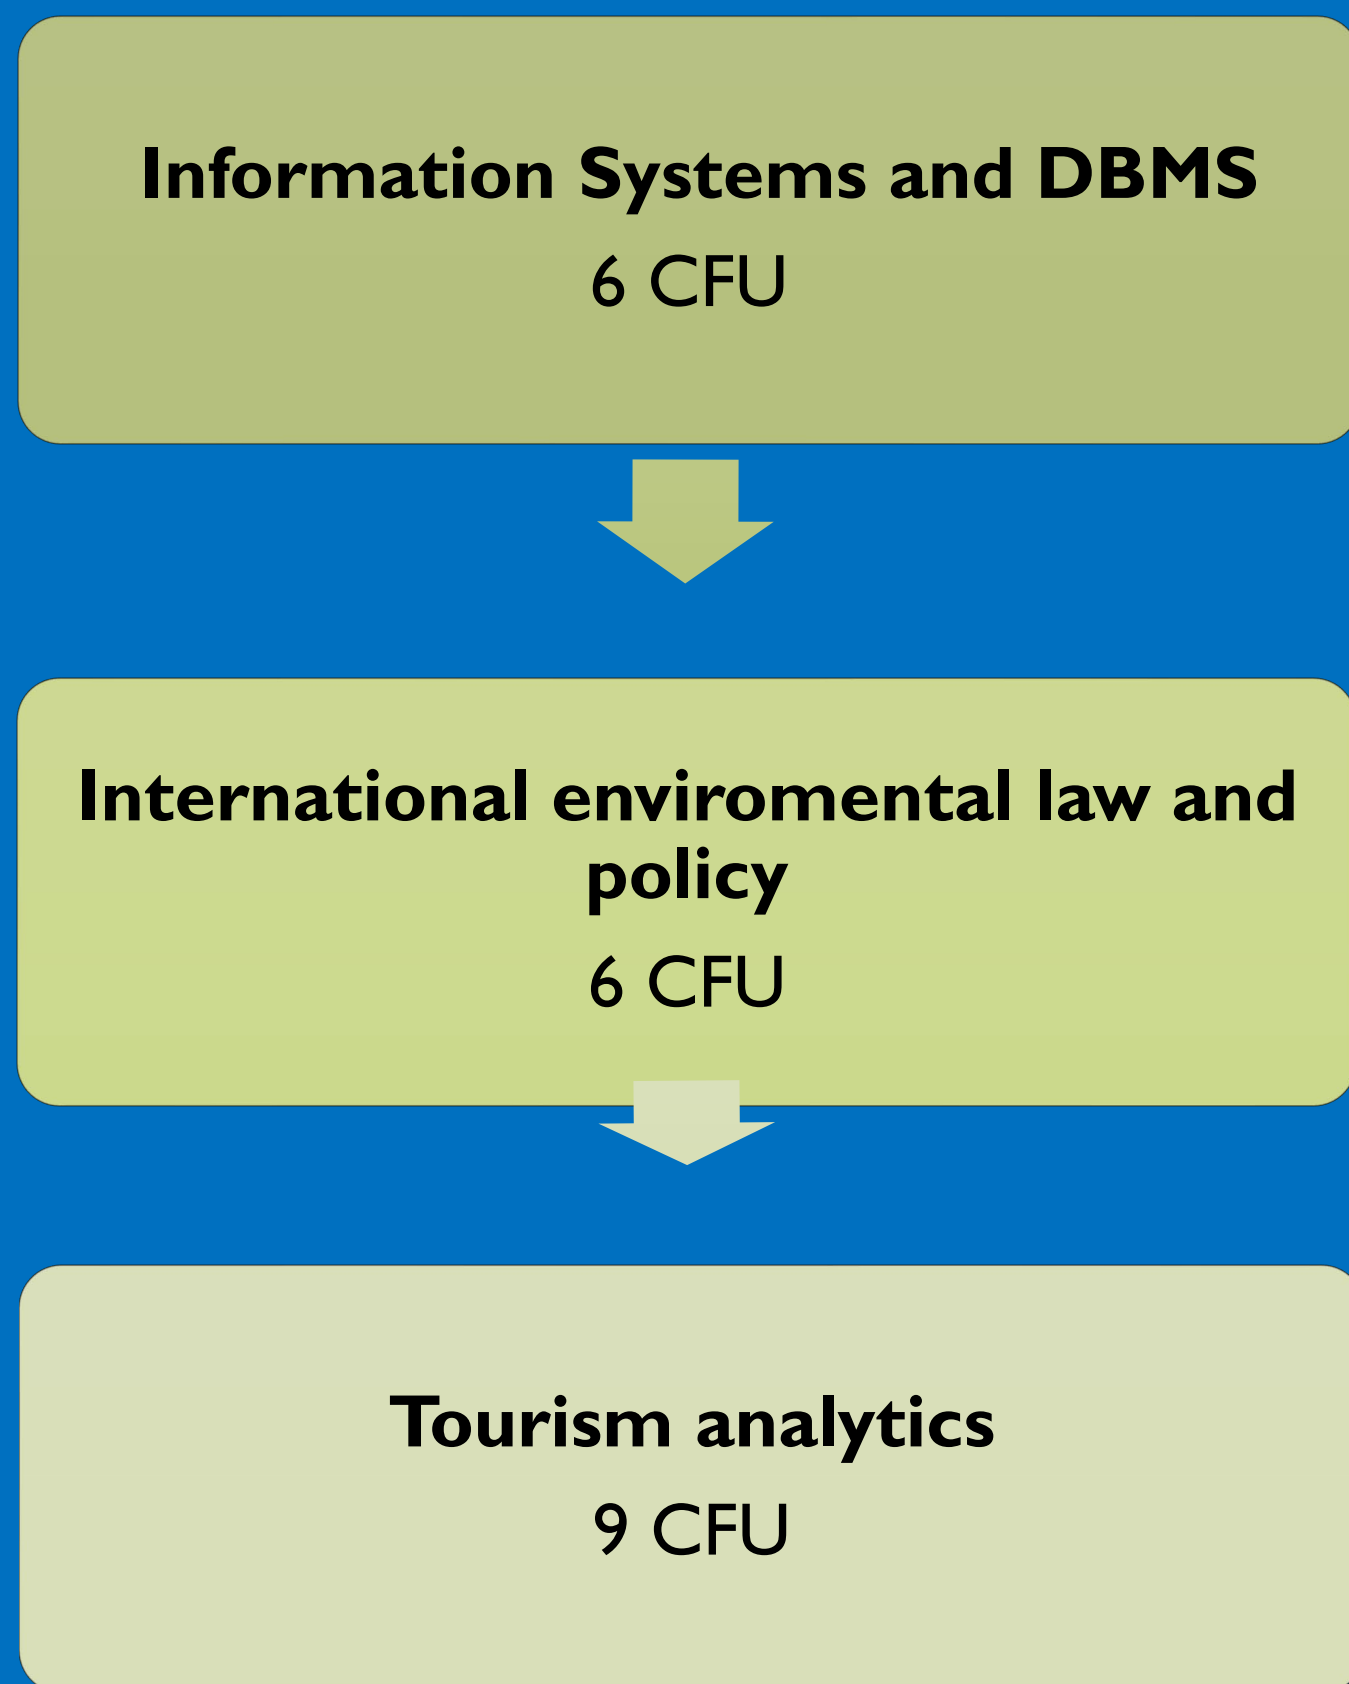 Information Systems and DBMS
6 CFU
International enviromental law and
policy
6 CFU
Tourism analytics
9 CFU